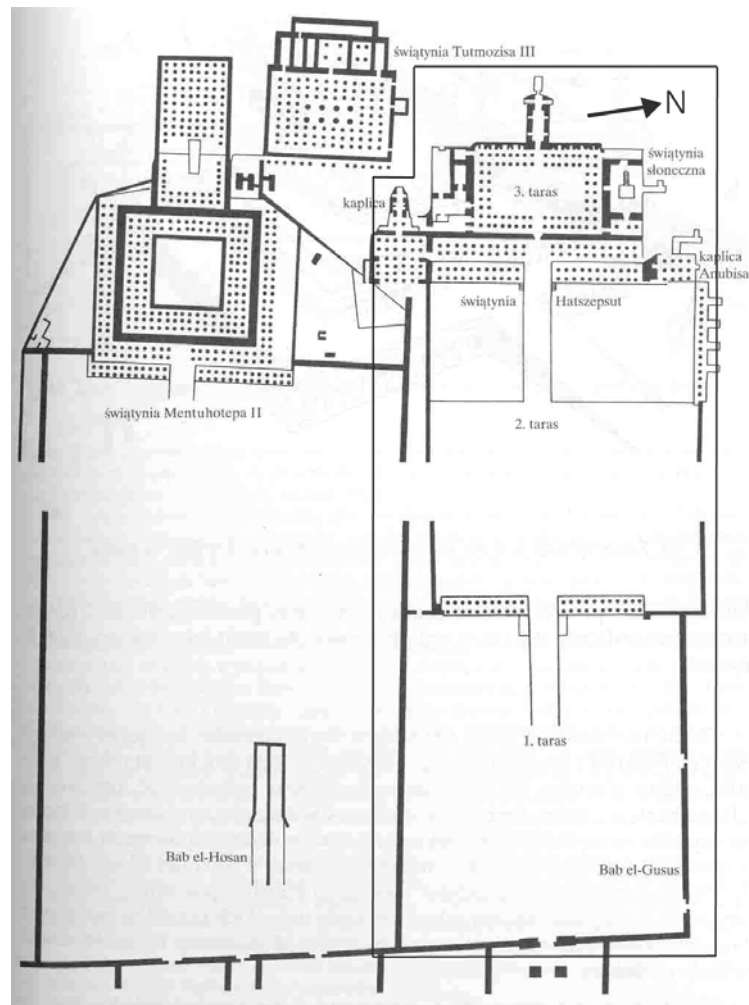 świątynia Tutmozisa III
N
świątynia
słoneczna
3. taras
kaplica
kaplica
Anubisa
świątynia
Hatszepsut
świątynia Mentuhotepa II
2. taras
1. taras
Bab el-Hosan
Bab el-Gusus